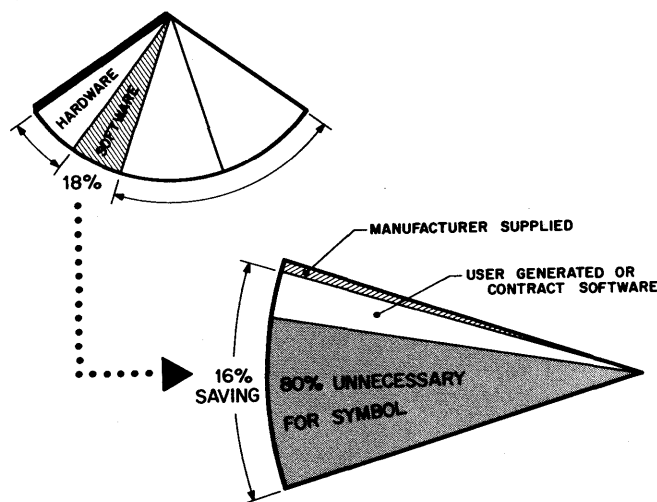 HARDWARE
SOFTWARE
18%
MANUFACTURER SUPPLIED
USER GENERATED OR
CONTRACT SOFTWARE
16%
SAVING
80% UNNECESSARY
FOR SYMBOL